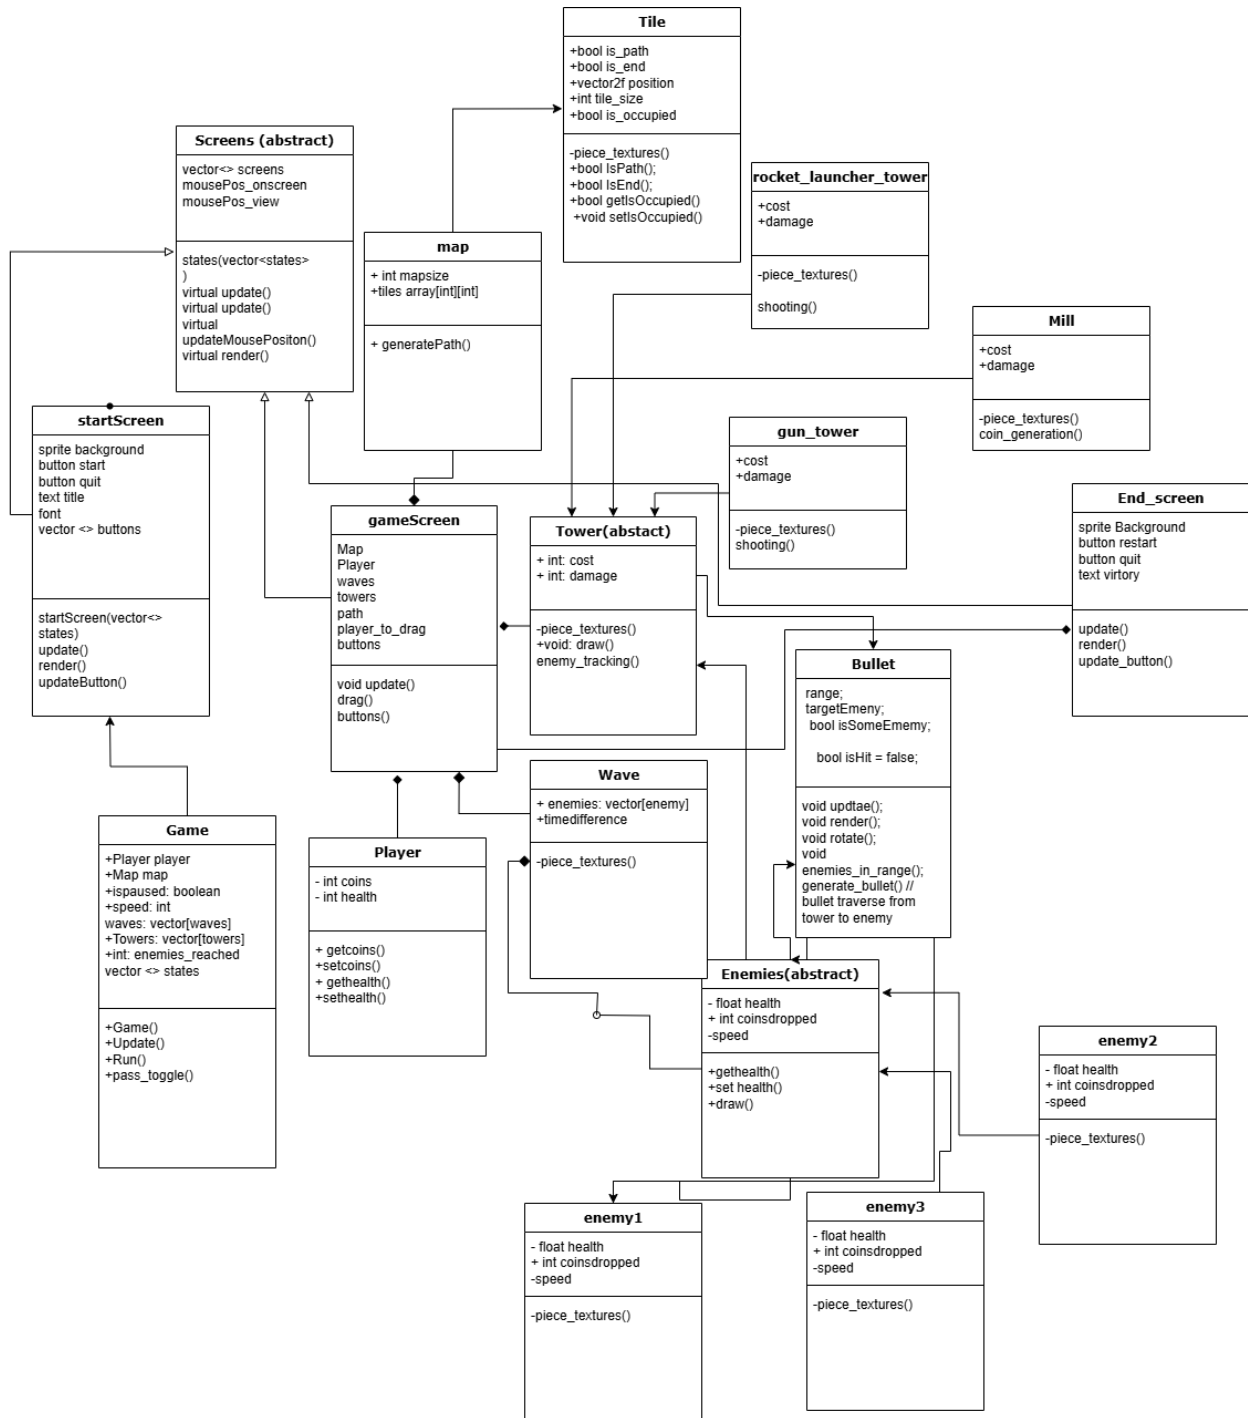 Tile
+bool is_path
+bool is_end
+vector2f position
+int tile_size
+bool is_occupied
-piece_textures()
+bool IsPath();
+bool IsEnd();
+bool getIsOccupied()
+void setIsOccupied()
Screens (abstract)
vector<> screens
mousePos_onscreen
mousePos_view
states(vector<states>
)
virtual update()
virtual update()
virtual
updateMousePositon()
virtual render()
rocket_launcher_tower
+cost
+damage
-piece_textures()
shooting()
map
+ int mapsize
+tiles array[int][int]
+ generatePath()
Mill
+cost
+damage
-piece_textures()
coin_generation()
startScreen
sprite background
button start
button quit
text title
font
vector <> buttons
startScreen(vector<>
states)
update()
render()
updateButton()
gun_tower
+cost
+damage
-piece_textures()
shooting()
End_screen
sprite Background
button restart
button quit
text virtory
update()
render()
update_button()
gameScreen
Map
Player
waves
towers
path
player_to_drag
buttons
void update()
drag()
buttons()
Tower(abstact)
+ int: cost
+ int: damage
-piece_textures()
+void: draw()
enemy_tracking()
Bullet
range;
targetEmeny;
bool isSomeEmemy;
bool isHit = false;
void updtae();
void render();
void rotate();
void
enemies_in_range();
generate_bullet() //
bullet traverse from
tower to enemy
Wave
+ enemies: vector[enemy]
+timedifference
-piece_textures()
Game
+Player player
+Map map
+ispaused: boolean
+speed: int
waves: vector[waves]
+Towers: vector[towers]
+int: enemies_reached
vector <> states
+Game()
+Update()
+Run()
+pass_toggle()
Player
- int coins
- int health
+ getcoins()
+setcoins()
+ gethealth()
+sethealth()
Enemies(abstract)
- float health
+ int coinsdropped
-speed
+gethealth()
+set health()
+draw()
enemy2
- float health
+ int coinsdropped
-speed
-piece_textures()
enemy1
- float health
+ int coinsdropped
-speed
-piece_textures()
enemy3
- float health
+ int coinsdropped
-speed
-piece_textures()